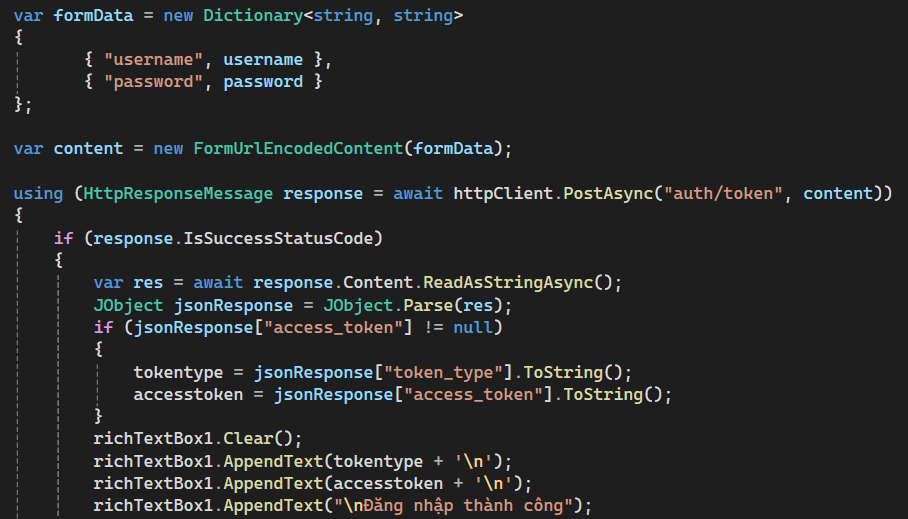 var formData = new Dictionary<string, string>
{
{ "username", username },
{ "password", password }
};
var content = new FormUrlEncodedContent(formData);
using (HttpResponseMessage response = await httpClient.PostAsync("auth/token", content))
{
if (response.IsSuccessStatusCode)
{
var res = await response.Content.ReadAsStringAsync();
JObject jsonResponse = JObject.Parse(res);
if (jsonResponse["access_token"] != null)
{
tokentype = jsonResponse["token_type"].ToString();
accesstoken = jsonResponse["access_token"].ToString();
}
richTextBox1.Clear();
richTextBox1.AppendText(tokentype + '\n');
richTextBox1.AppendText(accesstoken + '\n');
richTextBox1.AppendText("\nĐăng nhập thành công");